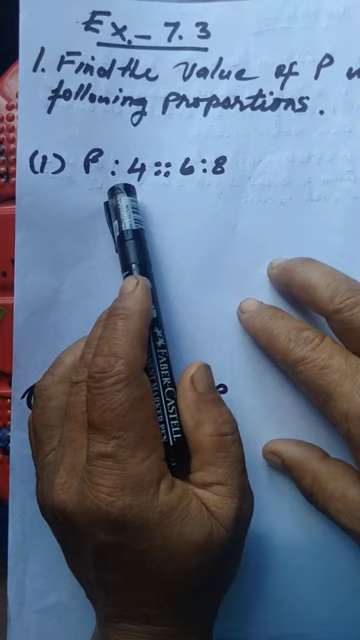 Ex. - 7.3
1. Find the value of P
following proportions.
(1) P : 4 :: 6 : 8
FABER-CASTELL